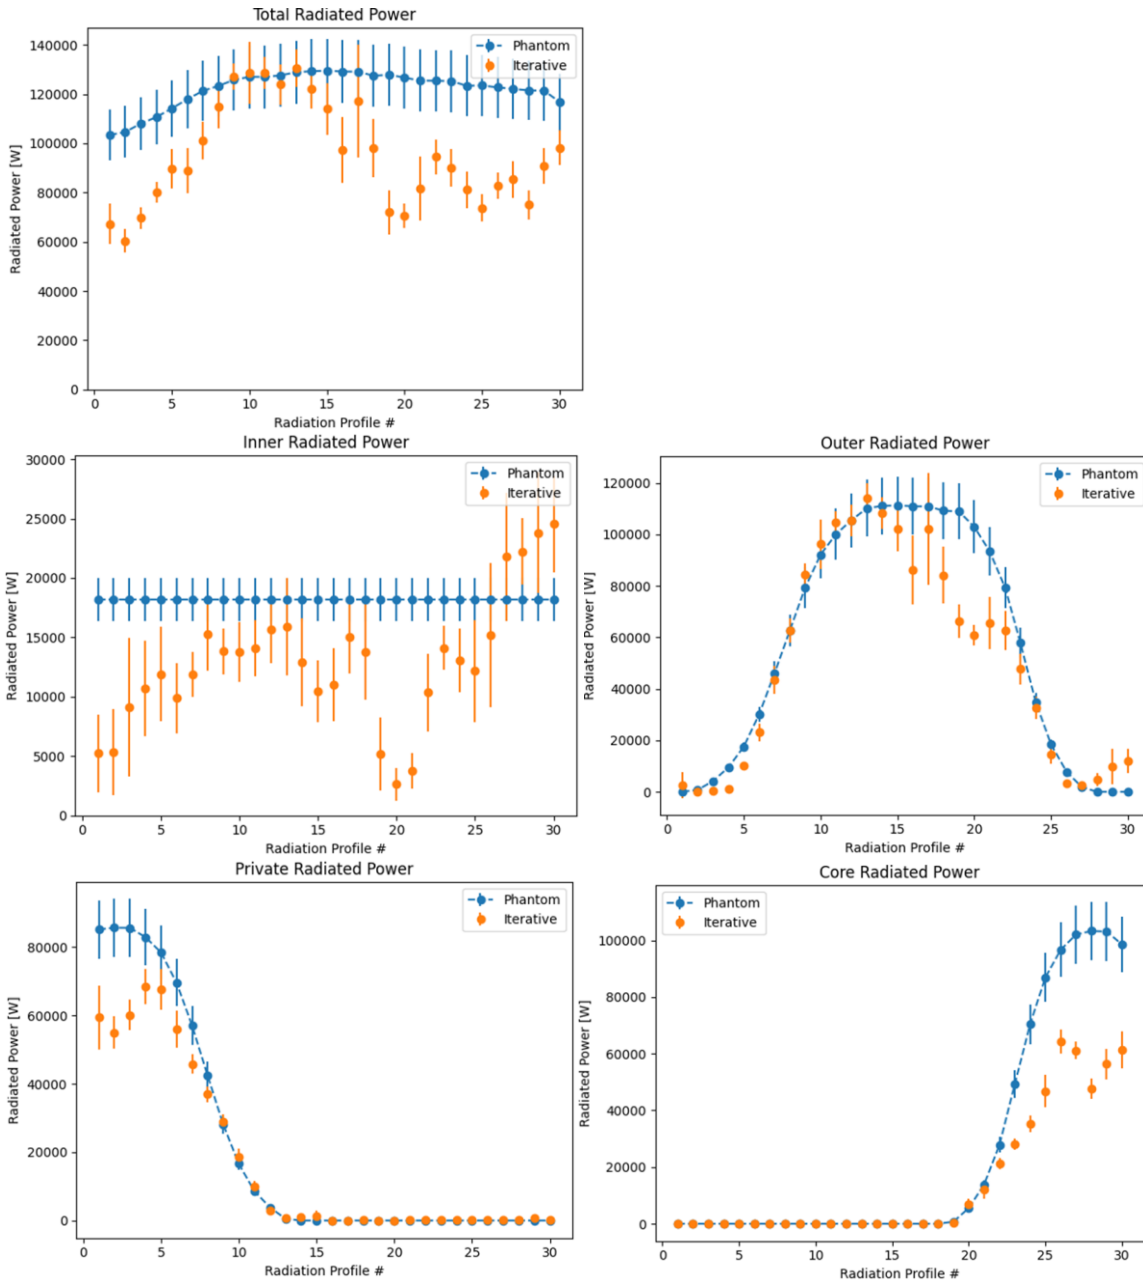 Total Radiated Power
Radiated Power [W]
140000
120000
100000
80000
60000
40000
20000
0
Phantom
Iterative
0 5 10 15 20 25 30
Radiation Profile #
Inner Radiated Power
Radiated Power [W]
30000
25000
20000
15000
10000
5000
0
Phantom
Iterative
0 5 10 15 20 25 30
Radiation Profile #
Outer Radiated Power
Radiated Power [W]
120000
100000
80000
60000
40000
20000
0
Phantom
Iterative
0 5 10 15 20 25 30
Radiation Profile #
Private Radiated Power
Radiated Power [W]
80000
60000
40000
20000
0
Phantom
Iterative
0 5 10 15 20 25 30
Radiation Profile #
Core Radiated Power
Radiated Power [W]
100000
80000
60000
40000
20000
0
Phantom
Iterative
0 5 10 15 20 25 30
Radiation Profile #